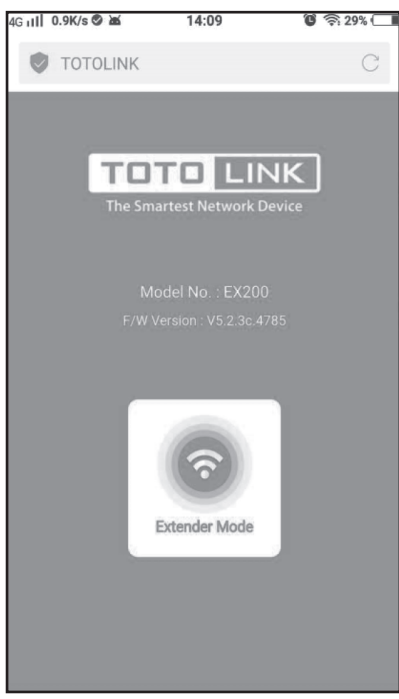 4G 0.9K/s 14:09 29%
TOTOLINK
TOTO LINK
The Smartest Network Device
Model No. : EX200
F/W Version : V5.2.3c.4785
Extender Mode